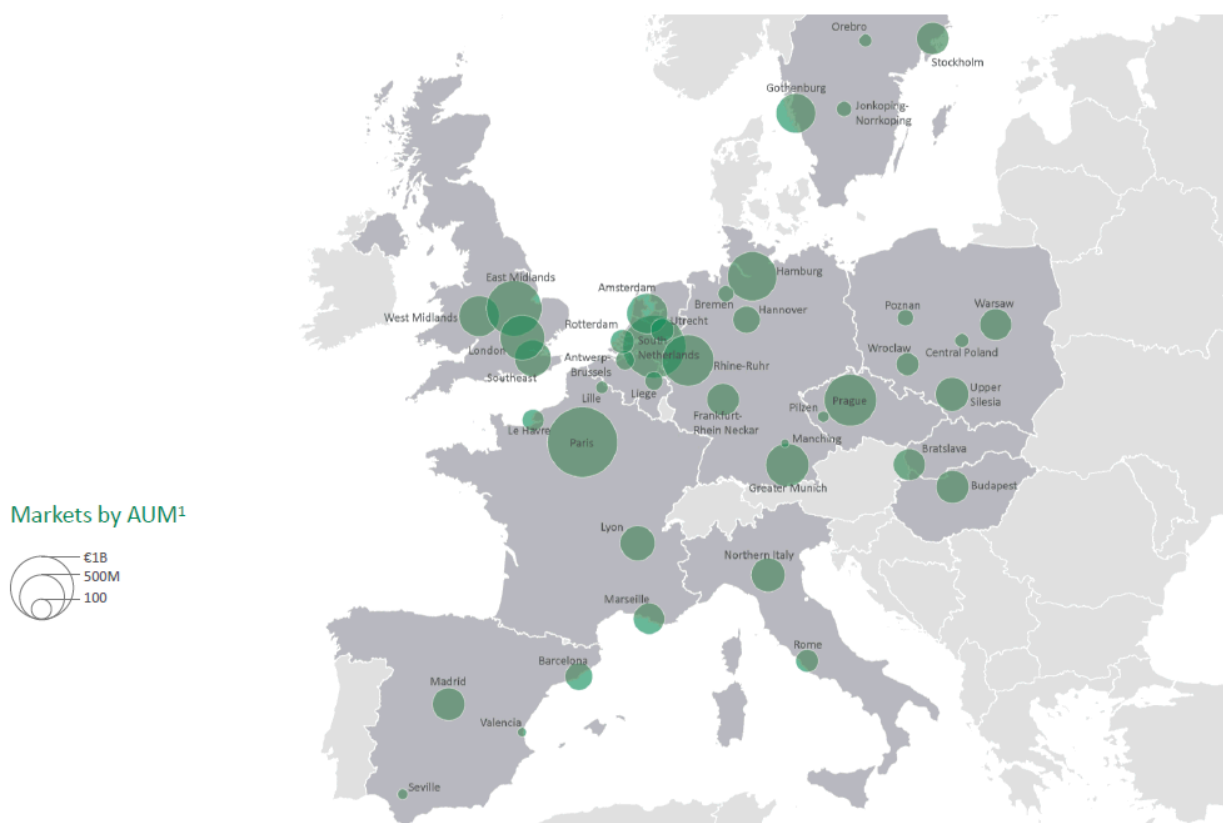 Orebro
Stockholm
Gothenburg
Jonkoping-
Norrkoping
East Midlands
West Midlands
London
Southeast
Amsterdam
Rotterdam
Utrecht
South
Netherlands
Antwerp-
Brussels
Liege
Lille
Hamburg
Bremen
Hannover
Rhine-Ruhr
Frankfurt-
Rhein Neckar
Poznan
Warsaw
Wroclaw
Central Poland
Upper
Silesia
Pilzen
Prague
Le Havre
Paris
Manching
Greater Munich
Bratslava
Budapest
Markets by AUM¹
€1B
500M
100
Lyon
Northern Italy
Marseille
Rome
Barcelona
Madrid
Valencia
Seville